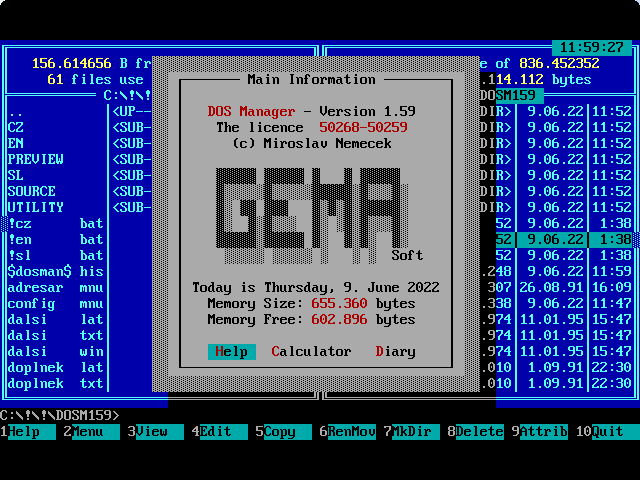 11:59:27
156.614656 B fr e of 836.452352
61 files use .114.112 bytes
Main Information
C:\!\! DOSM159
DOS Manager - Version 1.59
The licence 50268-50259
(c) Miroslav Nemecek
GEMA
Soft
Today is Thursday, 9. June 2022
Memory Size: 655.360 bytes
Memory Free: 602.896 bytes
Help Calculator Diary
.. <UP— DIR> 9.06.22 11:52
CZ <SUB— DIR> 9.06.22 11:52
EN <SUB— DIR> 9.06.22 11:52
PREVIEW <SUB— DIR> 9.06.22 11:52
SL <SUB— DIR> 9.06.22 11:52
SOURCE <SUB— DIR> 9.06.22 11:52
UTILITY <SUB— DIR> 9.06.22 11:52
!cz bat 52 9.06.22 1:38
!en bat 52 9.06.22 1:38
!sl bat 52 9.06.22 1:38
$dosman$ his .248 9.06.22 11:59
adresar mnu 307 26.08.91 16:09
config mnu .338 9.06.22 11:47
dalsi lat .974 11.01.95 15:47
dalsi txt .974 11.01.95 15:47
dalsi win .974 11.01.95 15:47
doplnek lat .010 1.09.91 22:30
doplnek txt .010 1.09.91 22:30
C:\!\!\DOSM159>
1Help 2Menu 3View 4Edit 5Copy 6RenMov 7MkDir 8Delete 9Attrib 10Quit